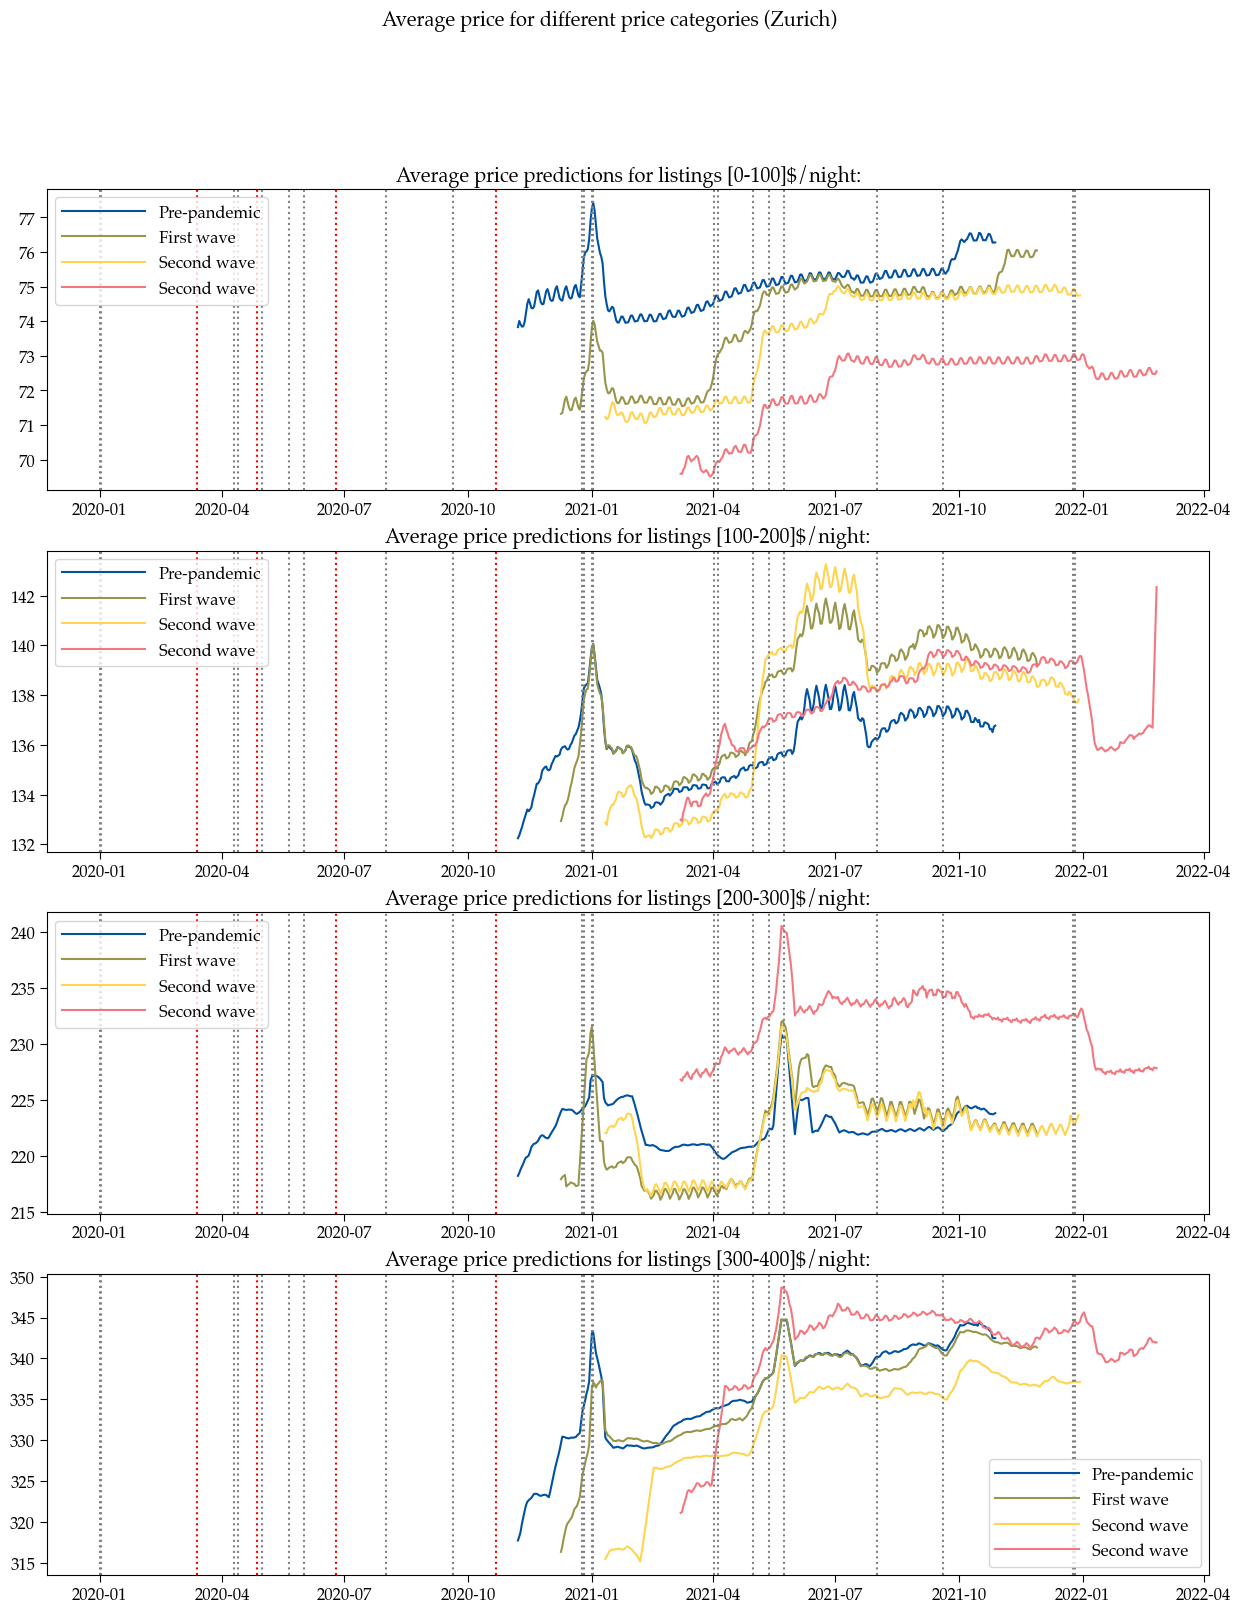 Average price for different price categories (Zurich)
Average price predictions for listings [0-100]$/night:
Pre-pandemic
First wave
Second wave
Second wave
77
76
75
74
73
72
71
70
2020-01 2020-04 2020-07 2020-10 2021-01 2021-04 2021-07 2021-10 2022-01 2022-04
Average price predictions for listings [100-200]$/night:
Pre-pandemic
First wave
Second wave
Second wave
142
140
138
136
134
132
2020-01 2020-04 2020-07 2020-10 2021-01 2021-04 2021-07 2021-10 2022-01 2022-04
Average price predictions for listings [200-300]$/night:
Pre-pandemic
First wave
Second wave
Second wave
240
235
230
225
220
215
2020-01 2020-04 2020-07 2020-10 2021-01 2021-04 2021-07 2021-10 2022-01 2022-04
Average price predictions for listings [300-400]$/night:
350
345
340
335
330
325
320
315
Pre-pandemic
First wave
Second wave
Second wave
2020-01 2020-04 2020-07 2020-10 2021-01 2021-04 2021-07 2021-10 2022-01 2022-04